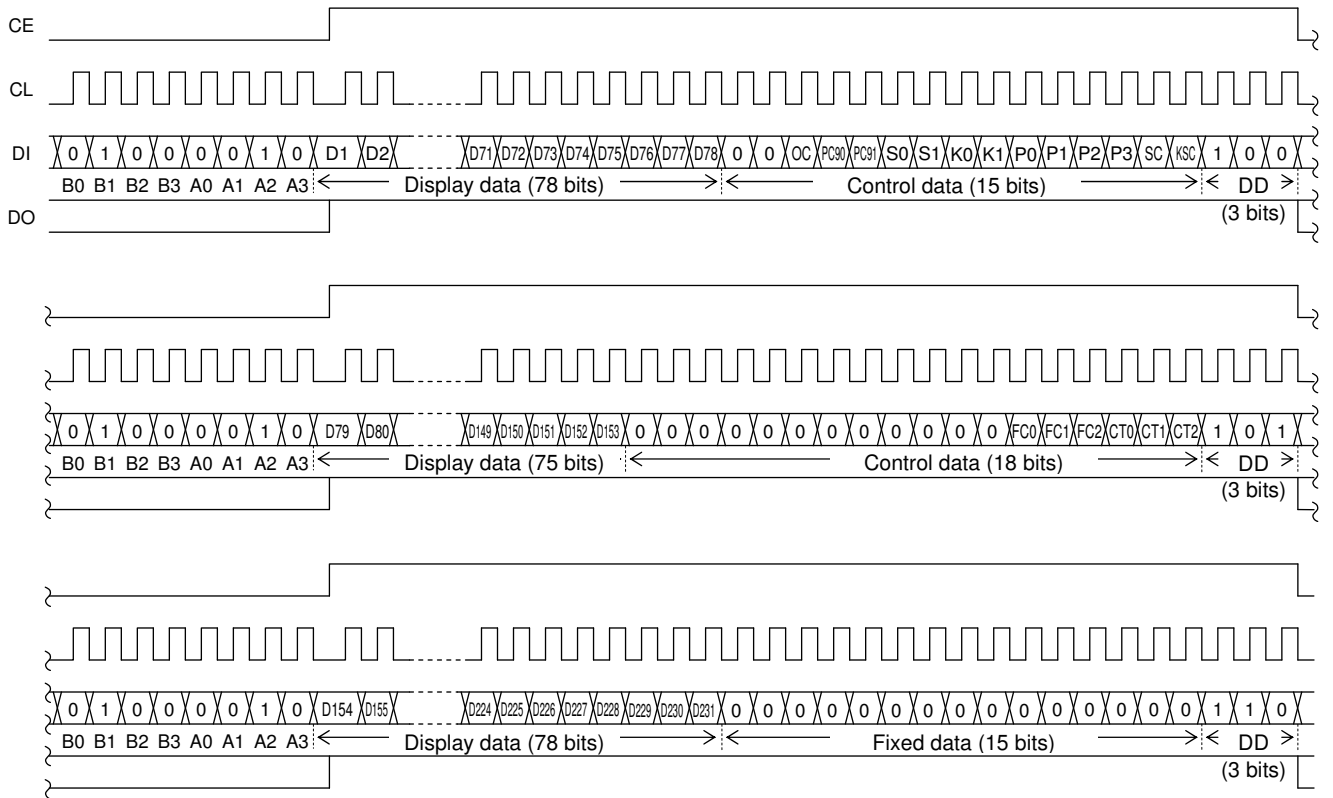 CE
CL
DI 0 1 0 0 0 0 1 0 D1 D2 D71 D72 D73 D74 D75 D76 D77 D78 0 0 OC PC90 PC91 S0 S1 K0 K1 P0 P1 P2 P3 SC KSC 1 0 0
B0 B1 B2 B3 A0 A1 A2 A3 Display data (78 bits) Control data (15 bits) DD
(3 bits)
DO
0 1 0 0 0 0 1 0 D79 D80 D149 D150 D151 D152 D153 0 0 0 0 0 0 0 0 0 0 0 0 FC0 FC1 FC2 CT0 CT1 CT2 1 0 1
B0 B1 B2 B3 A0 A1 A2 A3 Display data (75 bits) Control data (18 bits) DD
(3 bits)
0 1 0 0 0 0 1 0 D154 D155 D224 D225 D226 D227 D228 D229 D230 D231 0 0 0 0 0 0 0 0 0 0 0 0 0 0 0 1 1 0
B0 B1 B2 B3 A0 A1 A2 A3 Display data (78 bits) Fixed data (15 bits) DD
(3 bits)